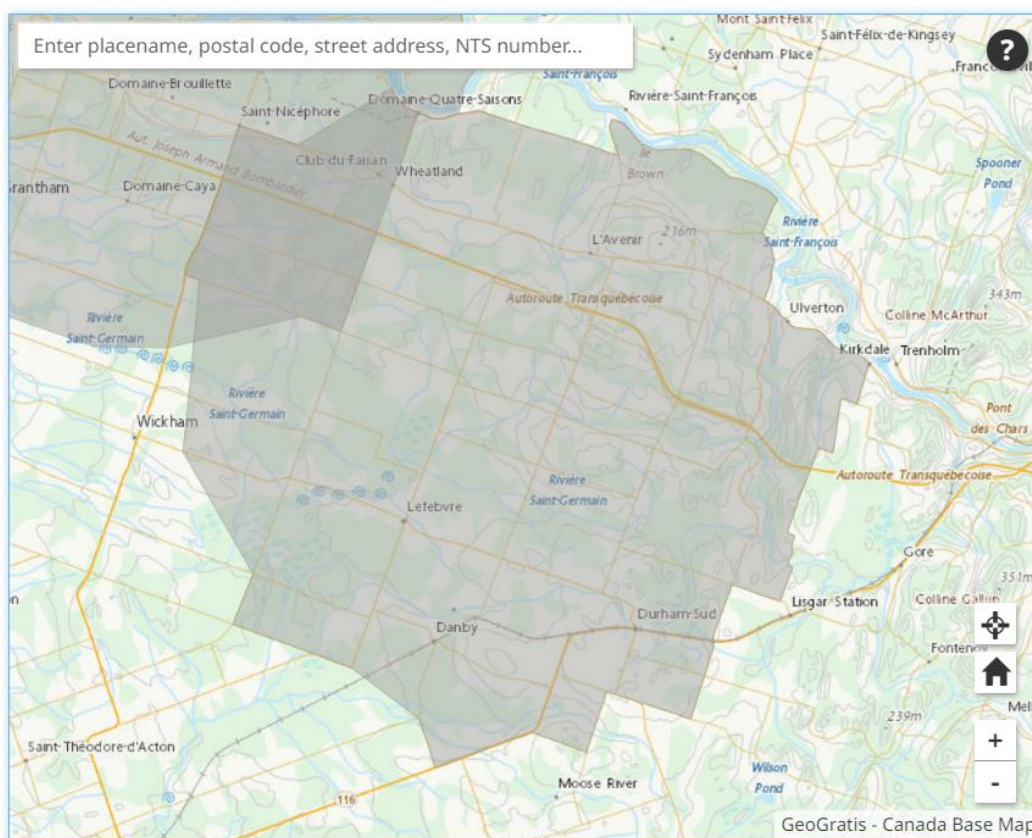 Mont Saint-Félix
Saint-Félix-de-Kingsey
Enter placename, postal code, street address, NTS number...
?
Sydenham Place
Saint-François
Domaine-Brouillette
Domaine-Quatre-Saisons
Rivière-Saint-François
Saint-Nicéphore
Aut. Joseph Armand Bombardier
Club-du-Faisan
Île
Brown
Spooner
Pond
Wheatland
Grantham
Domaine-Caya
Rivière
Saint-François
216m
L'Avenir
Autoroute Transquébécoise
343m
Ulverton
Colline McArthur
Rivière
Saint-Germain
Kirkdale
Trenholm
Rivière
Saint-Germain
Wickham
Pont
des Chars
Autoroute Transquébécoise
Rivière
Saint-Germain
Lefebvre
Gore
351m
Lisgar-Station
Durham-Sud
Danby
239m
Saint-Théodore-d'Acton
+
Moose River
Wilson
Pond
116
-
GeoGratis - Canada Base Map